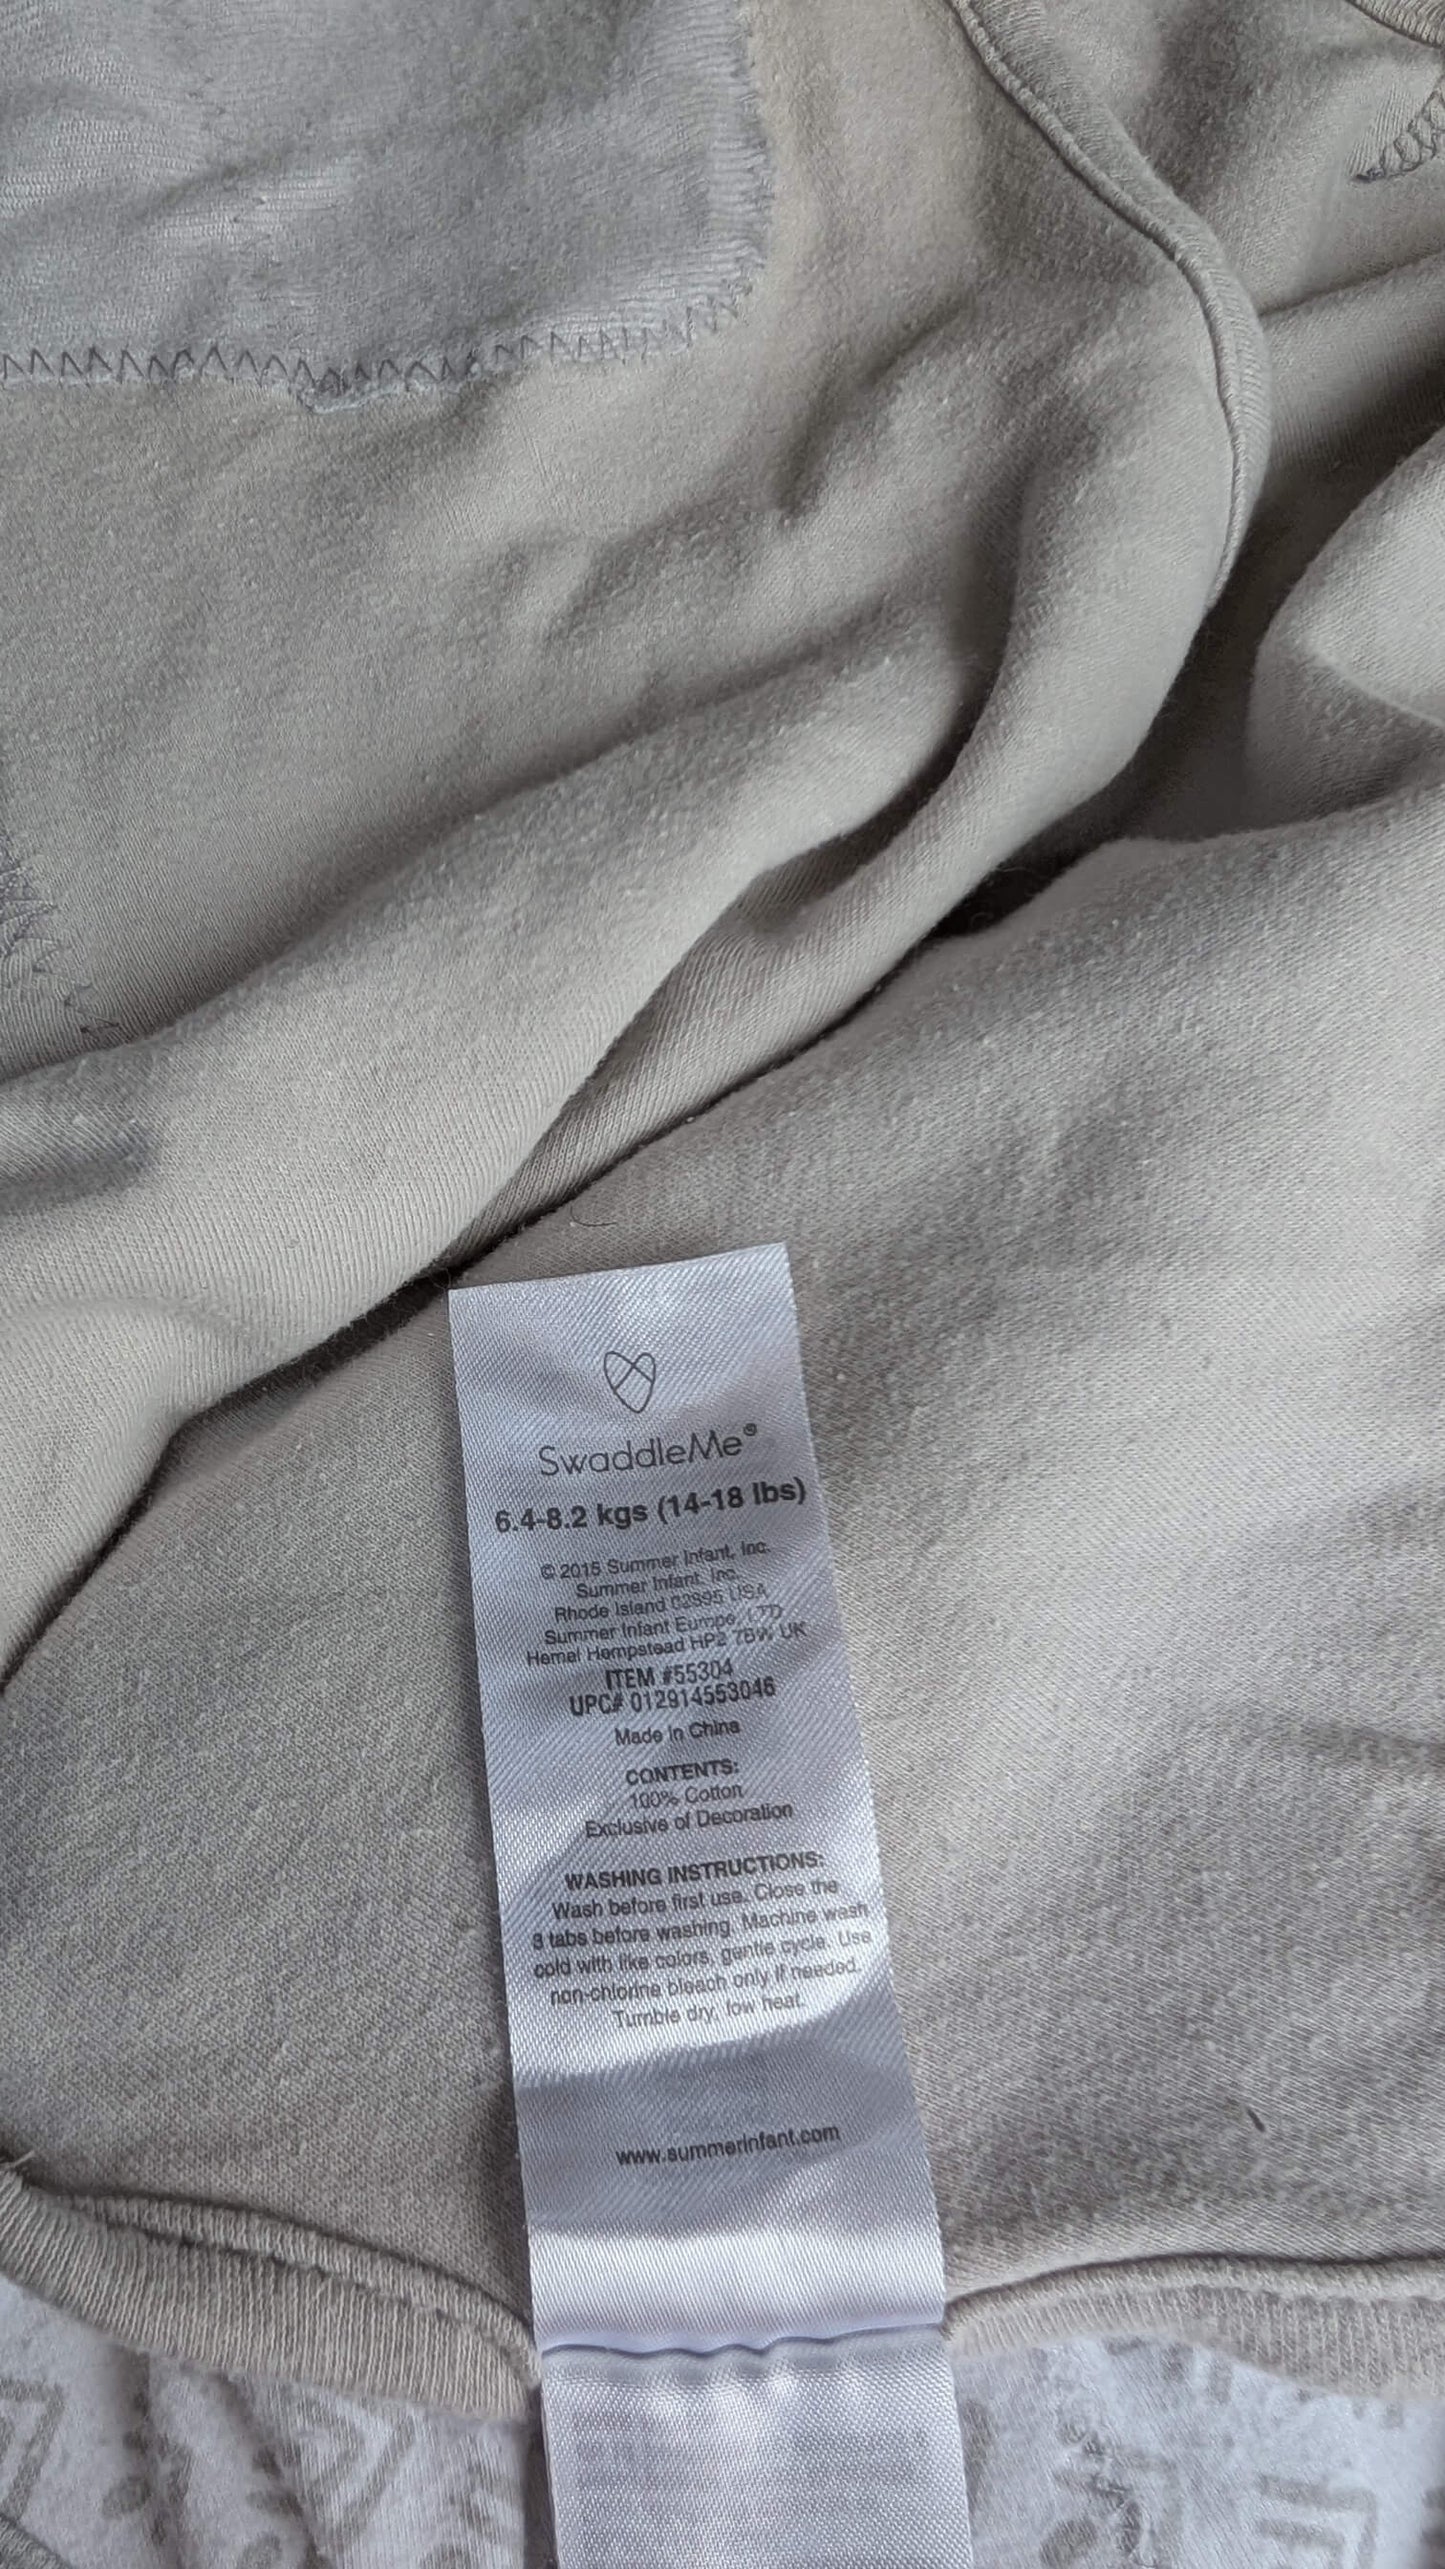 SwaddleMe®
6.4-8.2 kgs (14-18 lbs)
© 2015 Summer Infant, Inc.
Summer Infant, Inc.
Rhode Island 02895 USA
Summer Infant Europe LTD
Hemel Hempstead HP2 7BW UK
ITEM #55304
UPC# 012914553046
Made in China
CONTENTS:
100% Cotton
Exclusive of Decoration
WASHING INSTRUCTIONS:
Wash before first use. Close the
3 tabs before washing. Machine wash
cold with like colors, gentle cycle. Use
non-chlorine bleach only if needed.
Tumble dry, low heat.
www.summerinfant.com